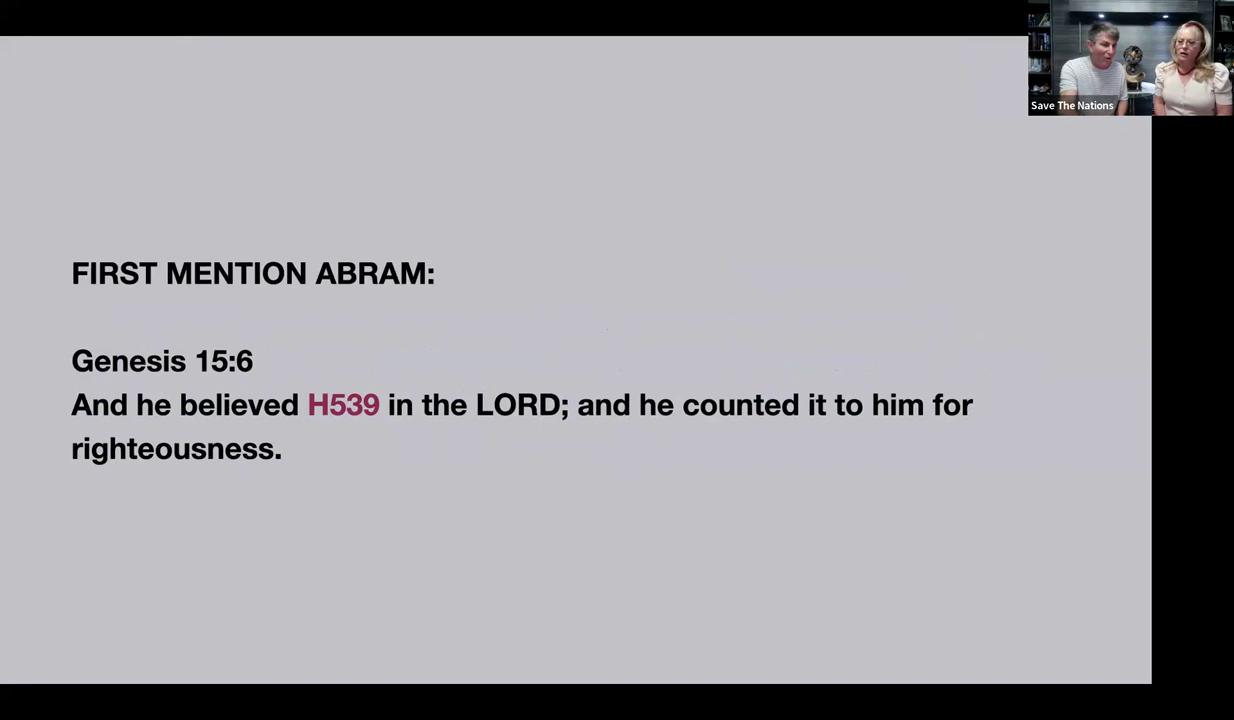 Save The Nations
FIRST MENTION ABRAM:
Genesis 15:6
And he believed H539 in the LORD; and he counted it to him for
righteousness.